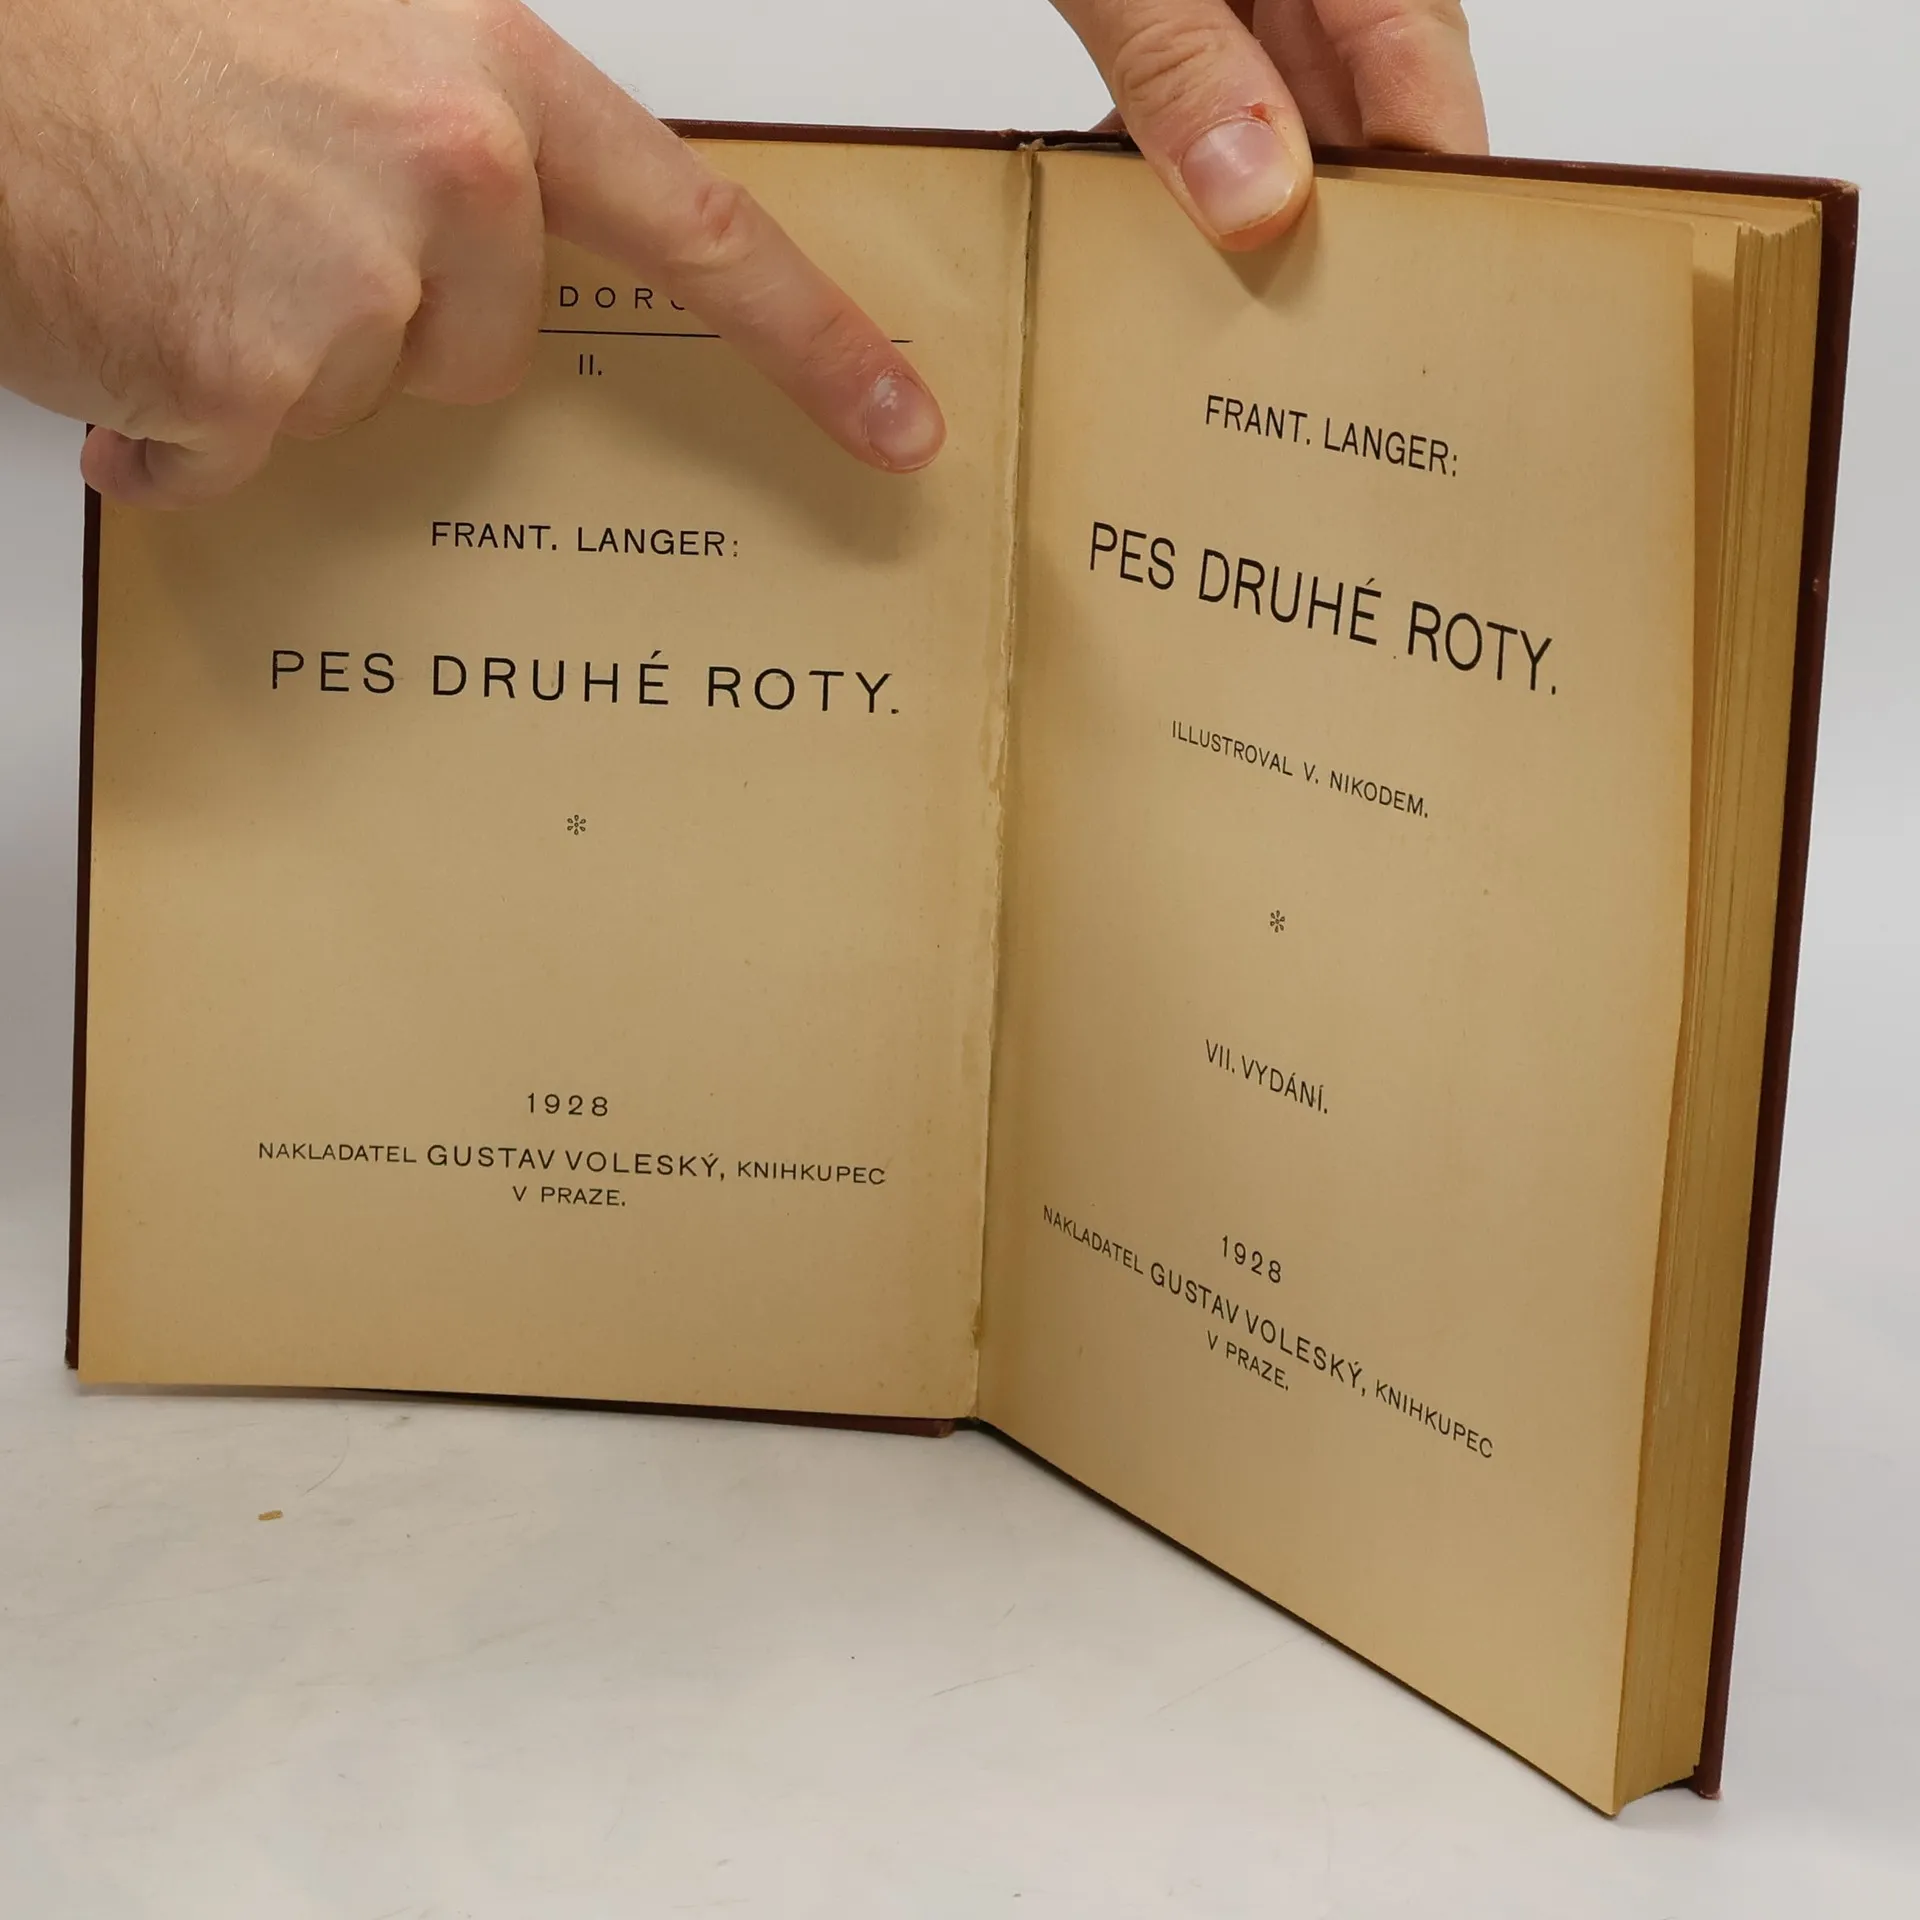 II.
FRANT. LANGER:
PES DRUHÉ ROTY.
1928
NAKLADATEL GUSTAV VOLESKÝ, KNIHKUPEC
V PRAZE.
FRANT. LANGER:
PES DRUHÉ ROTY.
ILLUSTROVAL V. NIKODEM.
VII. VYDÁNÍ.
1928
NAKLADATEL GUSTAV VOLESKÝ, KNIHKUPEC
V PRAZE.